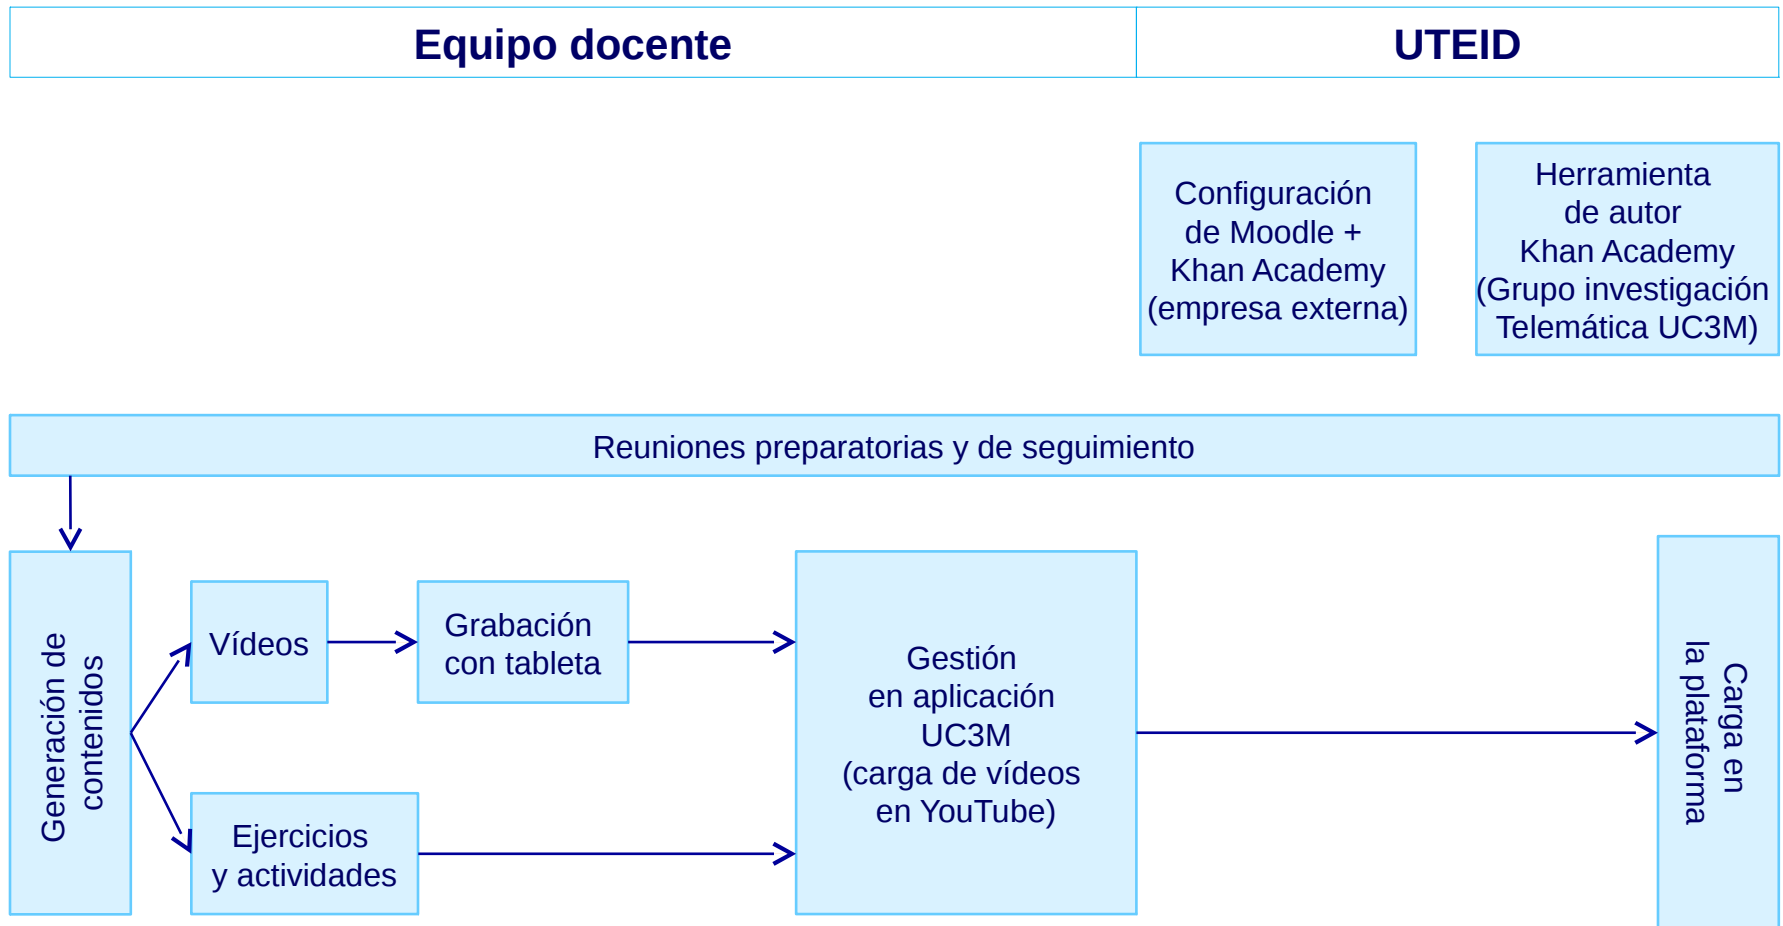 Equipo docente
UTEID
Configuración
de Moodle +
Khan Academy
(empresa externa)
Herramienta
de autor
Khan Academy
(Grupo investigación
Telemática UC3M)
Reuniones preparatorias y de seguimiento
Generación de
contenidos
Vídeos
Grabación
con tableta
Ejercicios
y actividades
Gestión
en aplicación
UC3M
(carga de vídeos
en YouTube)
Carga en
la plataforma